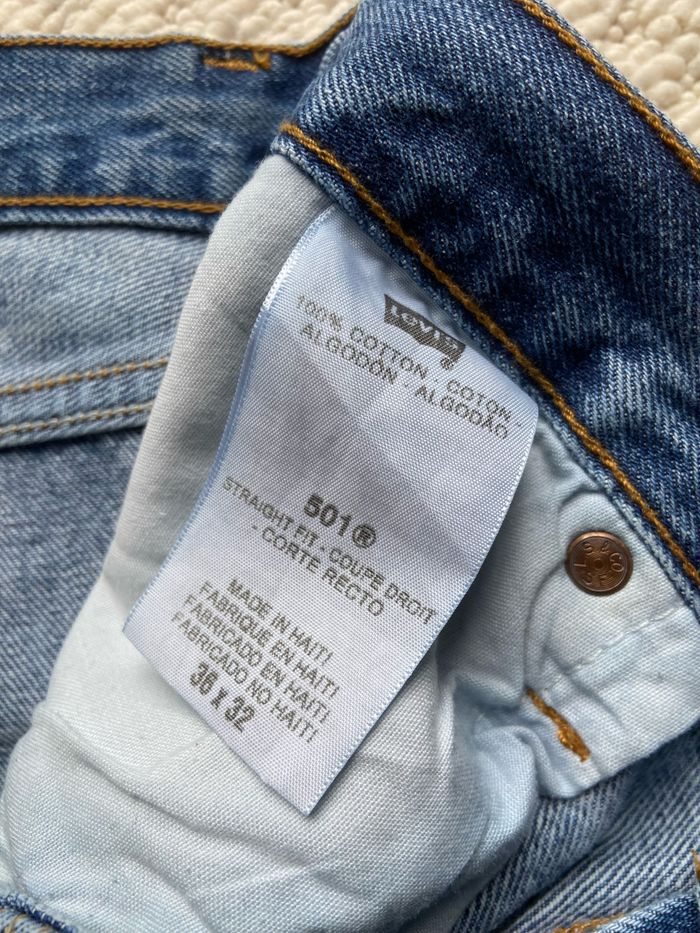 Levi's
®
100% COTTON - COTON -
ALGODÓN - ALGODÃO
501®
STRAIGHT FIT - COUPE DROIT
- CORTE RECTO
MADE IN HAITI
FABRIQUE EN HAITI
FABRICADO EN HAITI
FABRICADO NO HAITI
36 x 32
L S & CO